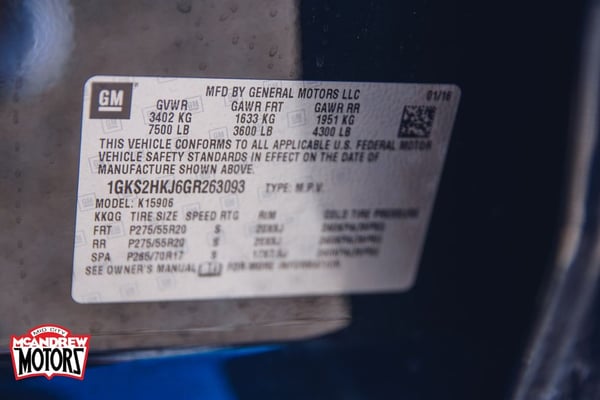 GM
MFD BY GENERAL MOTORS LLC
01/16
GVWR GAWR FRT GAWR RR
3402 KG 1633 KG 1951 KG
7500 LB 3600 LB 4300 LB
THIS VEHICLE CONFORMS TO ALL APPLICABLE U.S. FEDERAL MOTOR
VEHICLE SAFETY STANDARDS IN EFFECT ON THE DATE OF
MANUFACTURE SHOWN ABOVE.
1GKS2HKJ6GR263093 TYPE: M.P.V.
MODEL: K15906
KKQG TIRE SIZE SPEED RTG RIM COLD TIRE PRESSURE
FRT P275/55R20 S
RR P275/55R20 S
SPA P265/70R17 S
SEE OWNER'S MANUAL FOR MORE INFORMATION
MID CITY
MCANDREW
MOTORS